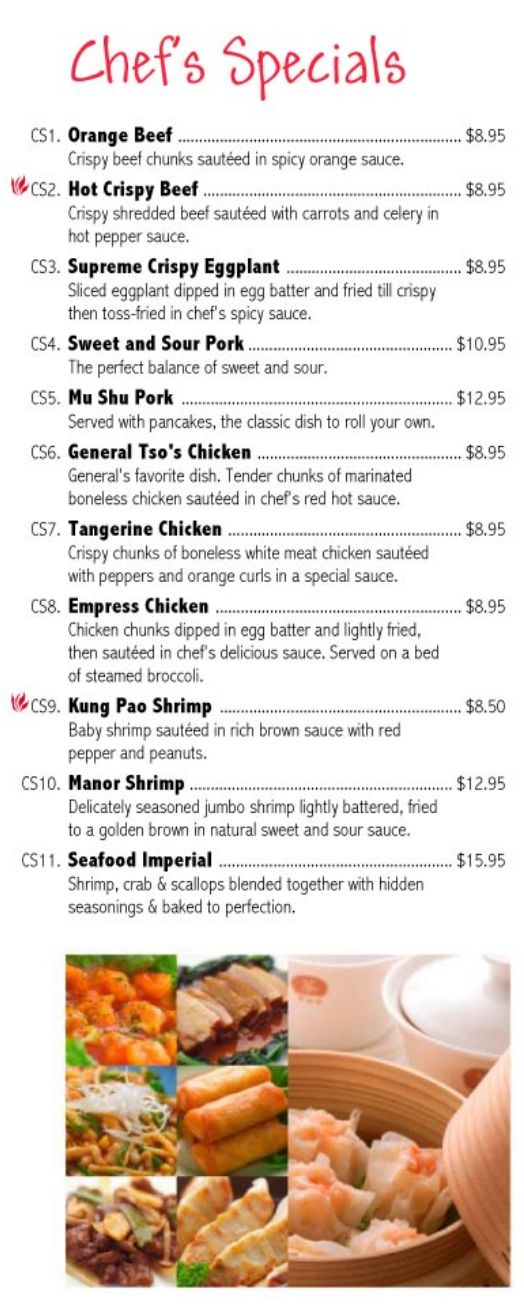 Chef's Specials
CS1. Orange Beef ........................ $8.95
Crispy beef chunks sautéed in spicy orange sauce.
CS2. Hot Crispy Beef ........................ $8.95
Crispy shredded beef sautéed with carrots and celery in
hot pepper sauce.
CS3. Supreme Crispy Eggplant ........................ $8.95
Sliced eggplant dipped in egg batter and fried till crispy
then toss-fried in chef's spicy sauce.
CS4. Sweet and Sour Pork ........................ $10.95
The perfect balance of sweet and sour.
CS5. Mu Shu Pork ........................ $12.95
Served with pancakes, the classic dish to roll your own.
CS6. General Tso's Chicken ........................ $8.95
General's favorite dish. Tender chunks of marinated
boneless chicken sautéed in chef's red hot sauce.
CS7. Tangerine Chicken ........................ $8.95
Crispy chunks of boneless white meat chicken sautéed
with peppers and orange curls in a special sauce.
CS8. Empress Chicken ........................ $8.95
Chicken chunks dipped in egg batter and lightly fried,
then sautéed in chef's delicious sauce. Served on a bed
of steamed broccoli.
CS9. Kung Pao Shrimp ........................ $8.50
Baby shrimp sautéed in rich brown sauce with red
pepper and peanuts.
CS10. Manor Shrimp ........................ $12.95
Delicately seasoned jumbo shrimp lightly battered, fried
to a golden brown in natural sweet and sour sauce.
CS11. Seafood Imperial ........................ $15.95
Shrimp, crab & scallops blended together with hidden
seasonings & baked to perfection.